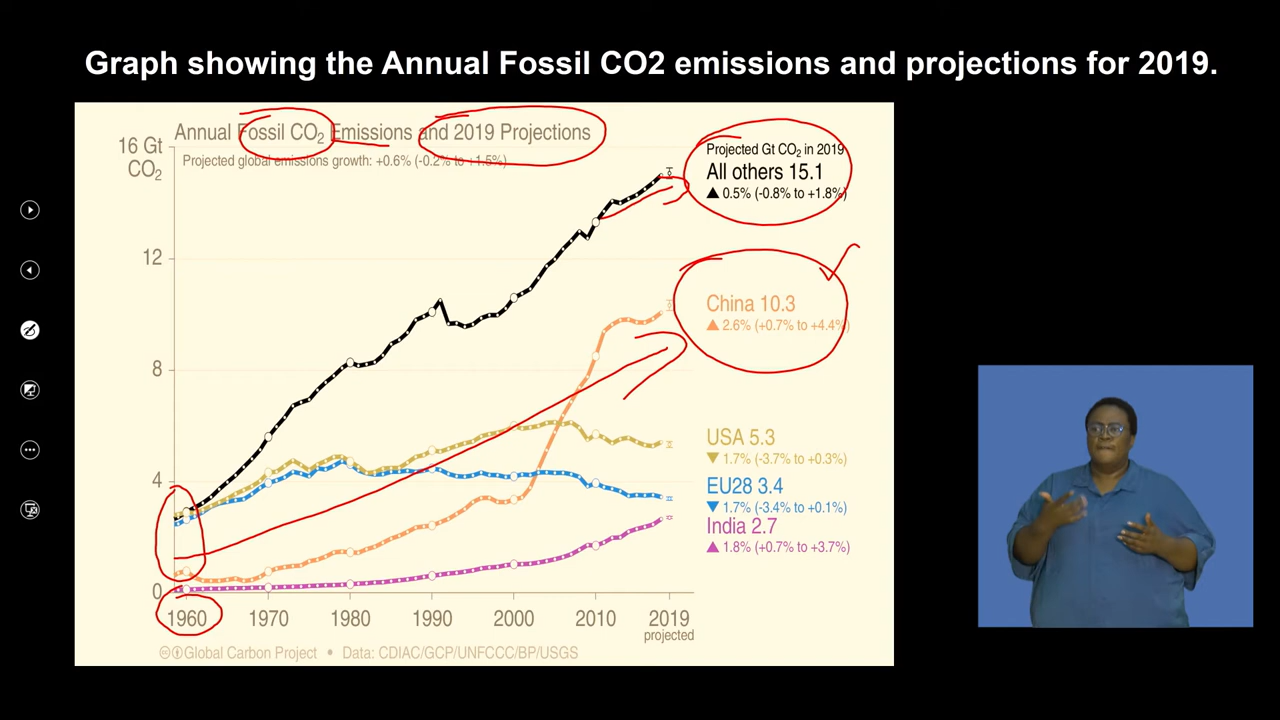 Graph showing the Annual Fossil CO2 emissions and projections for 2019.
Annual Fossil CO₂ Emissions and 2019 Projections
16 Gt
CO₂
Projected global emissions growth: +0.6% (-0.2% to +1.5%)
Projected Gt CO₂ in 2019
All others 15.1
▲ 0.5% (-0.8% to +1.8%)
12
China 10.3
▲ 2.6% (+0.7% to +4.4%)
8
USA 5.3
▼ 1.7% (-3.7% to +0.3%)
4
EU28 3.4
▼ 1.7% (-3.4% to +0.1%)
India 2.7
▲ 1.8% (+0.7% to +3.7%)
0
1960 1970 1980 1990 2000 2010 2019
projected
Global Carbon Project • Data: CDIAC/GCP/UNFCCC/BP/USGS